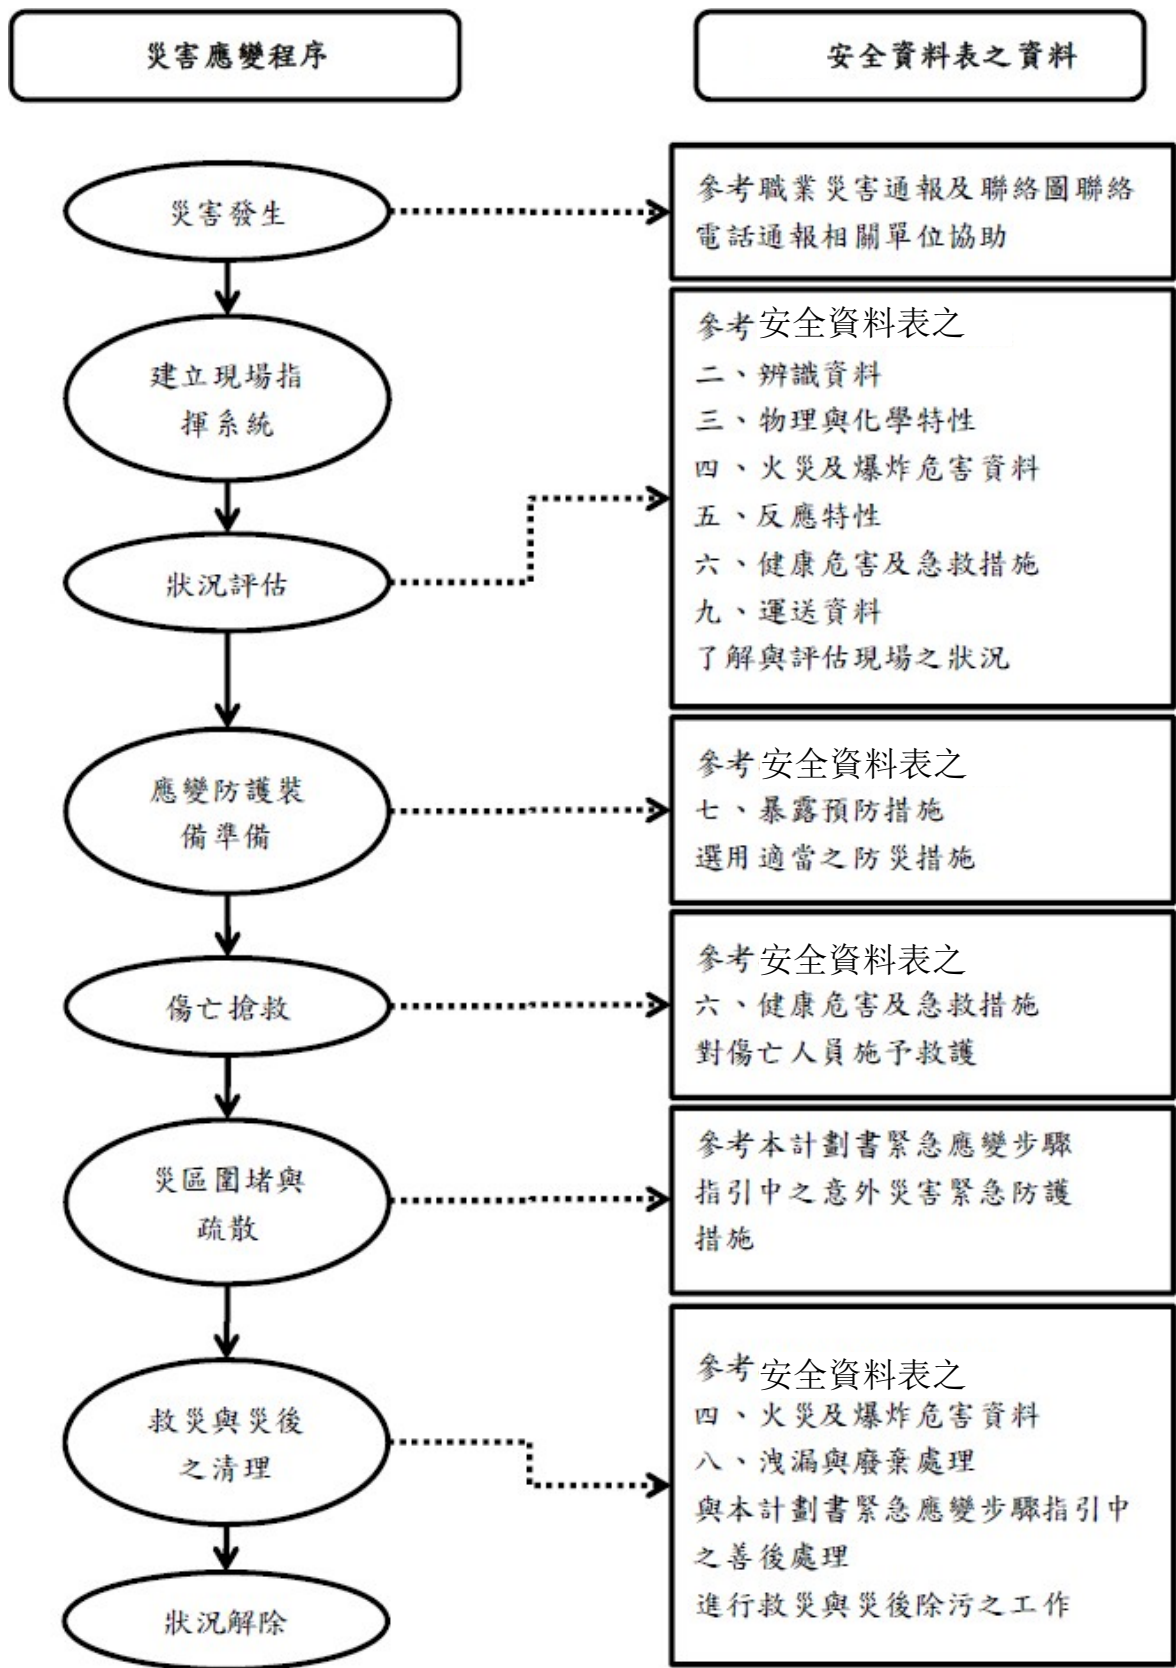 災害應變程序
安全資料表之資料
災害發生
參考職業災害通報及聯絡圖聯絡
電話通報相關單位協助
建立現場指
揮系統
狀況評估
參考安全資料表之
二、辨識資料
三、物理與化學特性
四、火災及爆炸危害資料
五、反應特性
六、健康危害及急救措施
九、運送資料
了解與評估現場之狀況
應變防護裝
備準備
參考安全資料表之
七、暴露預防措施
選用適當之防災措施
傷亡搶救
參考安全資料表之
六、健康危害及急救措施
對傷亡人員施予救護
災區圍堵與
疏散
參考本計劃書緊急應變步驟
指引中之意外災害緊急防護
措施
救災與災後
之清理
參考安全資料表之
四、火災及爆炸危害資料
八、洩漏與廢棄處理
與本計劃書緊急應變步驟指引中
之善後處理
進行救災與災後除污之工作
狀況解除